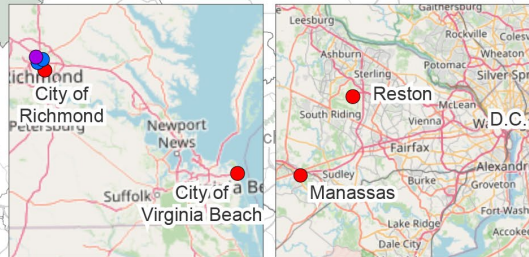 Richmond
City of
Richmond
Petersburg
Newport
News
Suffolk
City of
Virginia Beach
Leesburg
Gaithersburg
Rockville
Ashburn
Wheaton
Potomac
Sterling
Silver Spr
Reston
McLean
South Riding
Vienna
D.C.
Fairfax
Alexandri
Sudley
Burke
Manassas
Groveton
Fort Wash
Lake Ridge
Accokee
Dale City